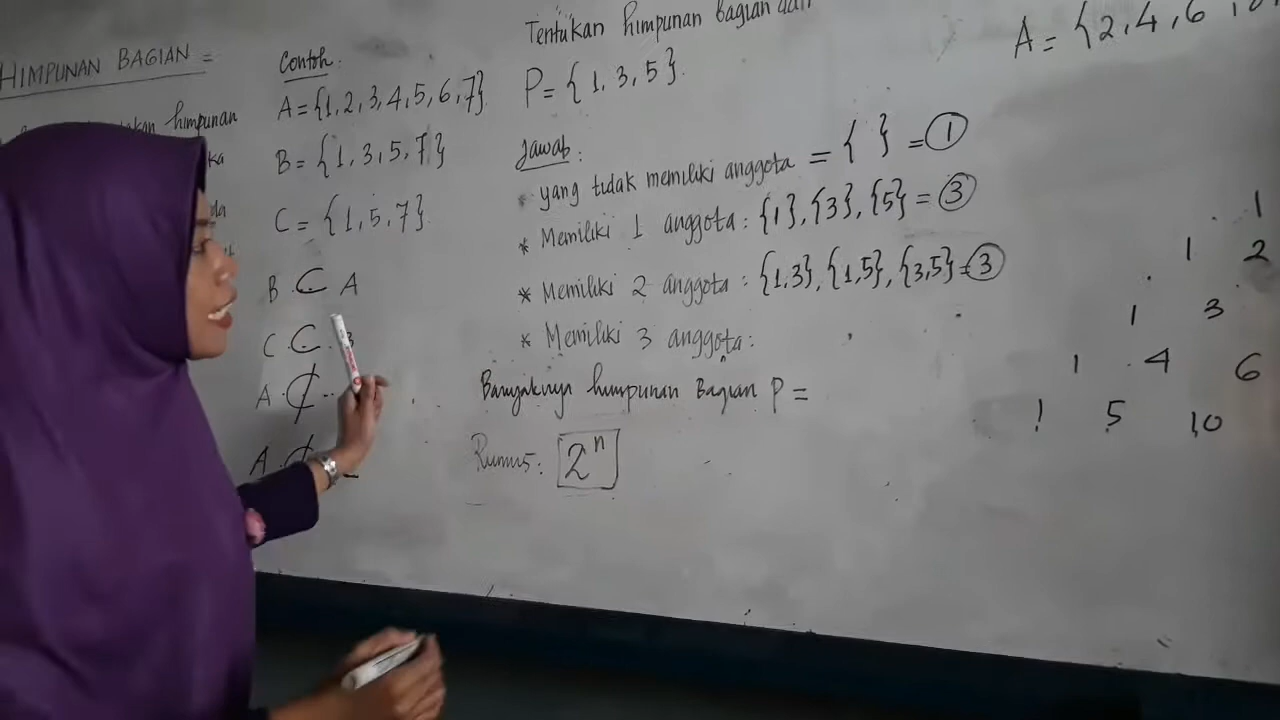 HIMPUNAN BAGIAN =
himpunan
Contoh:
A = {1, 2, 3, 4, 5, 6, 7}
B = {1, 3, 5, 7}
C = {1, 5, 7}
B ⊂ A
C ⊂
A ⊄ ..
A ⊄
Tentukan himpunan Bagian dari
P = {1, 3, 5}.
Jawab:
* yang tidak memiliki anggota = { } = 1
* Memiliki 1 anggota : {1}, {3}, {5} = 3
* Memiliki 2 anggota : {1,3}, {1,5}, {3,5} = 3
* Memiliki 3 anggota:
Banyaknya himpunan Bagian P =
Rumus: 2ⁿ
A = {2, 4, 6
1
1 2
1 3
1 4 6
1 5 10